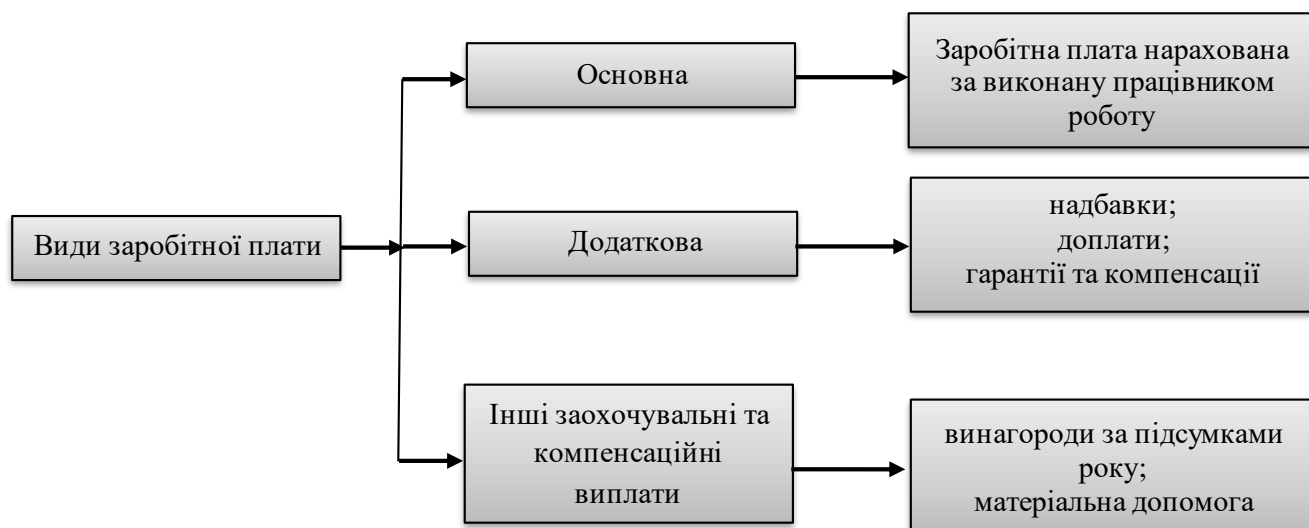 Види заробітної плати
Основна
Заробітна плата нарахована
за виконану працівником
роботу
Додаткова
надбавки;
доплати;
гарантії та компенсації
Інші заохочувальні та
компенсаційні
виплати
винагороди за підсумками
року;
матеріальна допомога